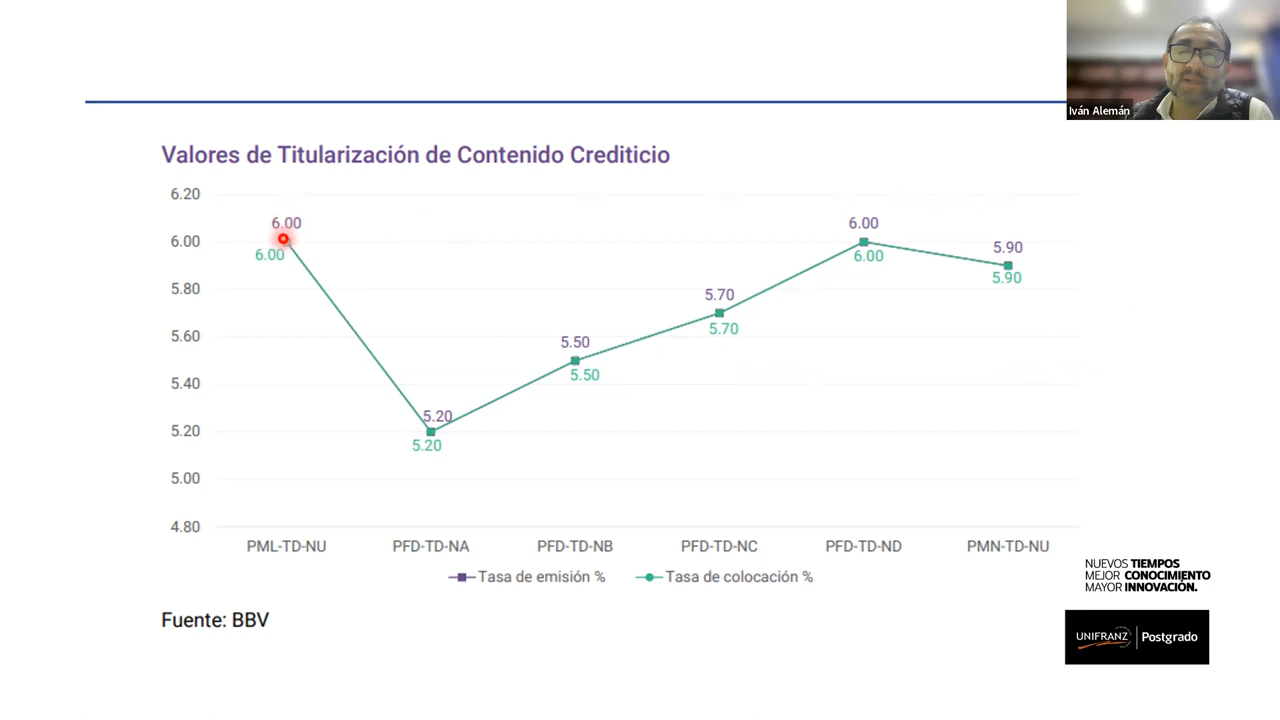 Iván Alemán
Valores de Titularización de Contenido Crediticio
6.20
6.00
5.80
5.60
5.40
5.20
5.00
4.80
6.00
6.00
5.20
5.20
5.50
5.50
5.70
5.70
6.00
6.00
5.90
5.90
PML-TD-NU PFD-TD-NA PFD-TD-NB PFD-TD-NC PFD-TD-ND PMN-TD-NU
Tasa de emisión % Tasa de colocación %
Fuente: BBV
NUEVOS TIEMPOS
MEJOR CONOCIMIENTO
MAYOR INNOVACIÓN.
UNIFRANZ Postgrado